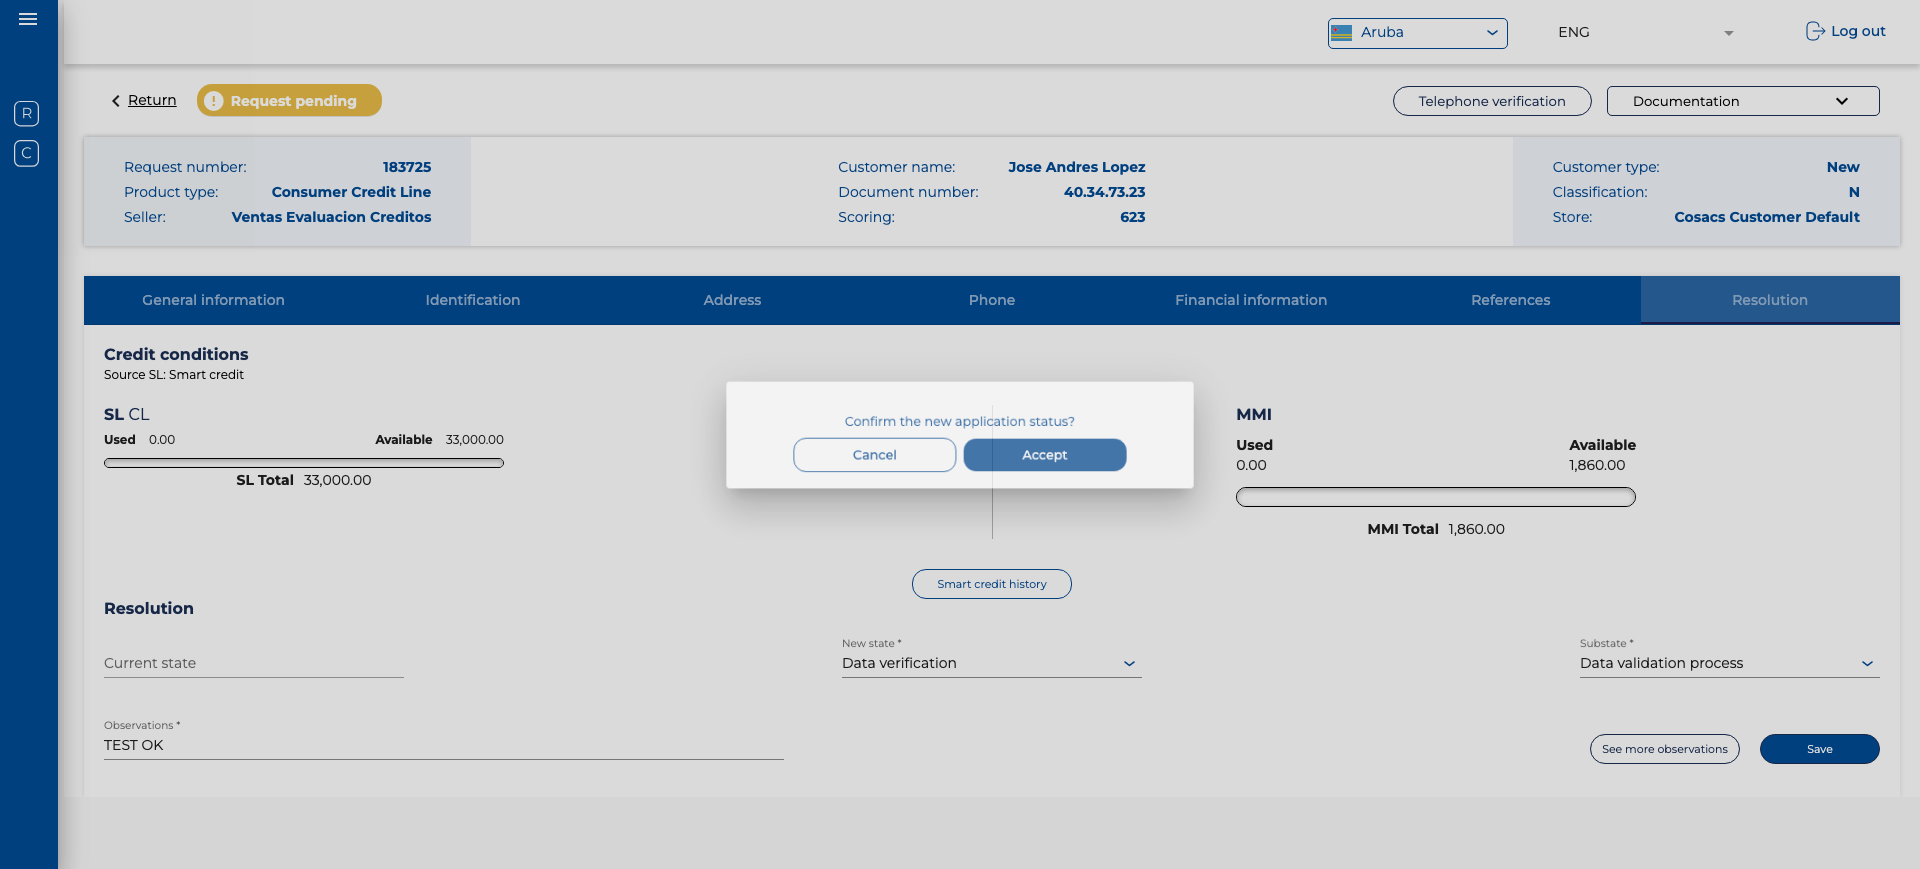 Aruba
ENG
Log out
R
C
Return
! Request pending
Telephone verification
Documentation
Request number: 183725
Product type: Consumer Credit Line
Seller: Ventas Evaluacion Creditos
Customer name: Jose Andres Lopez
Document number: 40.34.73.23
Scoring: 623
Customer type: New
Classification: N
Store: Cosacs Customer Default
General information
Identification
Address
Phone
Financial information
References
Resolution
Credit conditions
Source SL: Smart credit
SL CL
Used 0.00
Available 33,000.00
SL Total 33,000.00
Confirm the new application status?
Cancel
Accept
MMI
Used
Available
0.00
1,860.00
MMI Total 1,860.00
Smart credit history
Resolution
Current state
New state *
Data verification
Substate *
Data validation process
Observations *
TEST OK
See more observations
Save